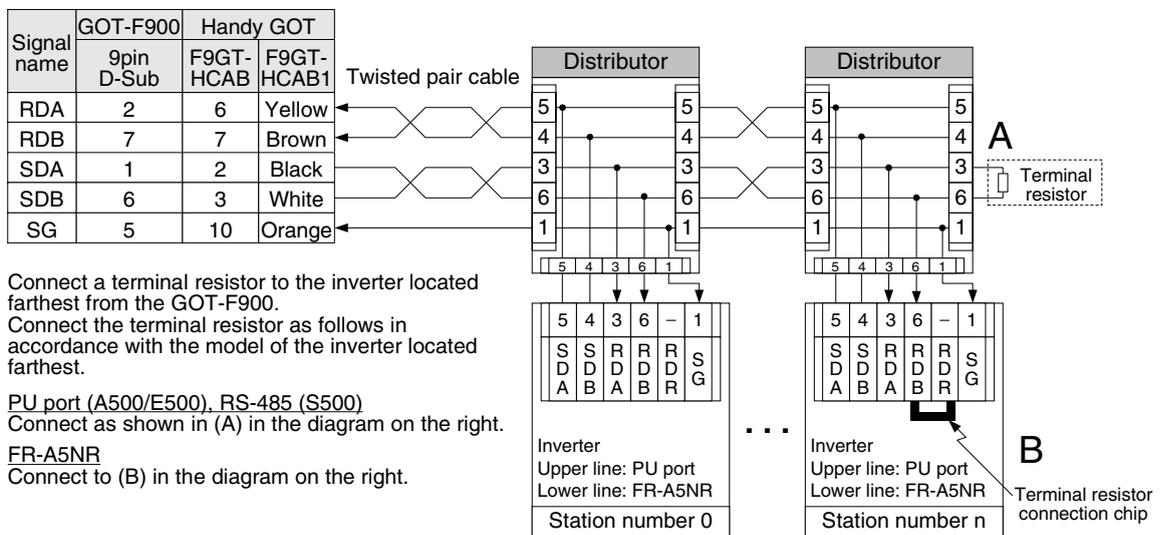 Signal name GOT-F900 Handy GOT
9pin D-Sub F9GT-HCAB F9GT-HCAB1
RDA 2 6 Yellow
RDB 7 7 Brown
SDA 1 2 Black
SDB 6 3 White
SG 5 10 Orange
Twisted pair cable
Distributor
5 5
4 4
3 3
6 6
1 1
5 4 3 6 1
5 4 3 6 – 1
SDA SDB RDA RDB RDR SG
Inverter
Upper line: PU port
Lower line: FR-A5NR
Station number 0
...
Distributor
5 5
4 4
3 3
6 6
1 1
5 4 3 6 1
5 4 3 6 – 1
SDA SDB RDA RDB RDR SG
Inverter
Upper line: PU port
Lower line: FR-A5NR
Station number n
A
Terminal
resistor
B
Terminal resistor
connection chip
Connect a terminal resistor to the inverter located
farthest from the GOT-F900.
Connect the terminal resistor as follows in
accordance with the model of the inverter located
farthest.
PU port (A500/E500), RS-485 (S500)
Connect as shown in (A) in the diagram on the right.
FR-A5NR
Connect to (B) in the diagram on the right.